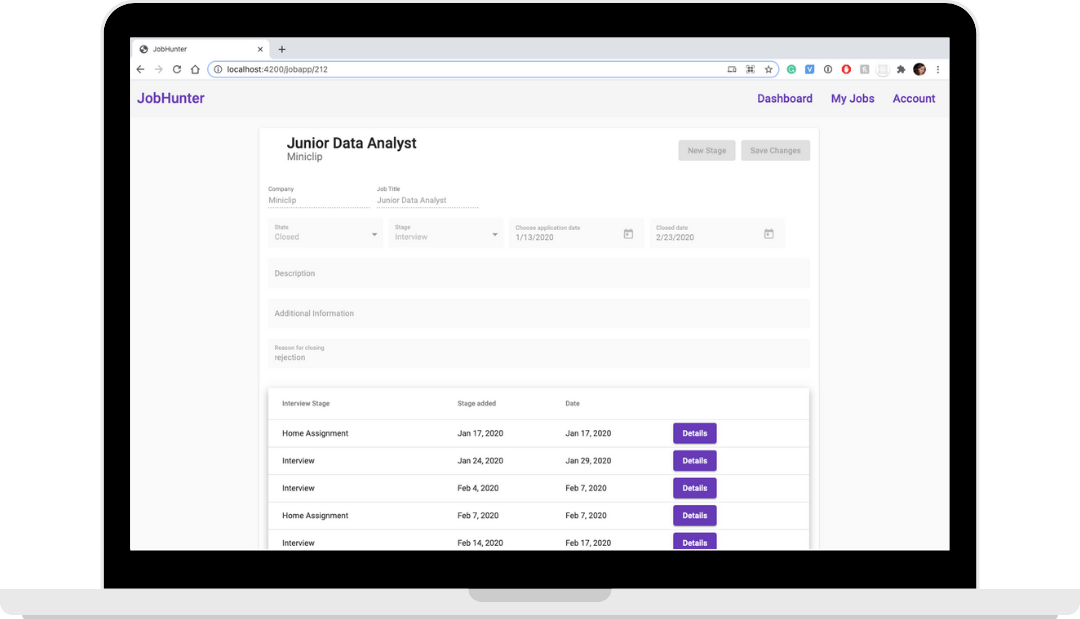 JobHunter
localhost:4200/jobapp/212
JobHunter Dashboard My Jobs Account
Junior Data Analyst
Miniclip
New Stage Save Changes
Company Job Title
Miniclip Junior Data Analyst
State Stage Choose application date Closed date
Closed Interview 1/13/2020 2/23/2020
Description
Additional Information
Reason for closing
rejection
Interview Stage Stage added Date
Home Assignment Jan 17, 2020 Jan 17, 2020 Details
Interview Jan 24, 2020 Jan 29, 2020 Details
Interview Feb 4, 2020 Feb 7, 2020 Details
Home Assignment Feb 7, 2020 Feb 7, 2020 Details
Interview Feb 14, 2020 Feb 17, 2020 Details